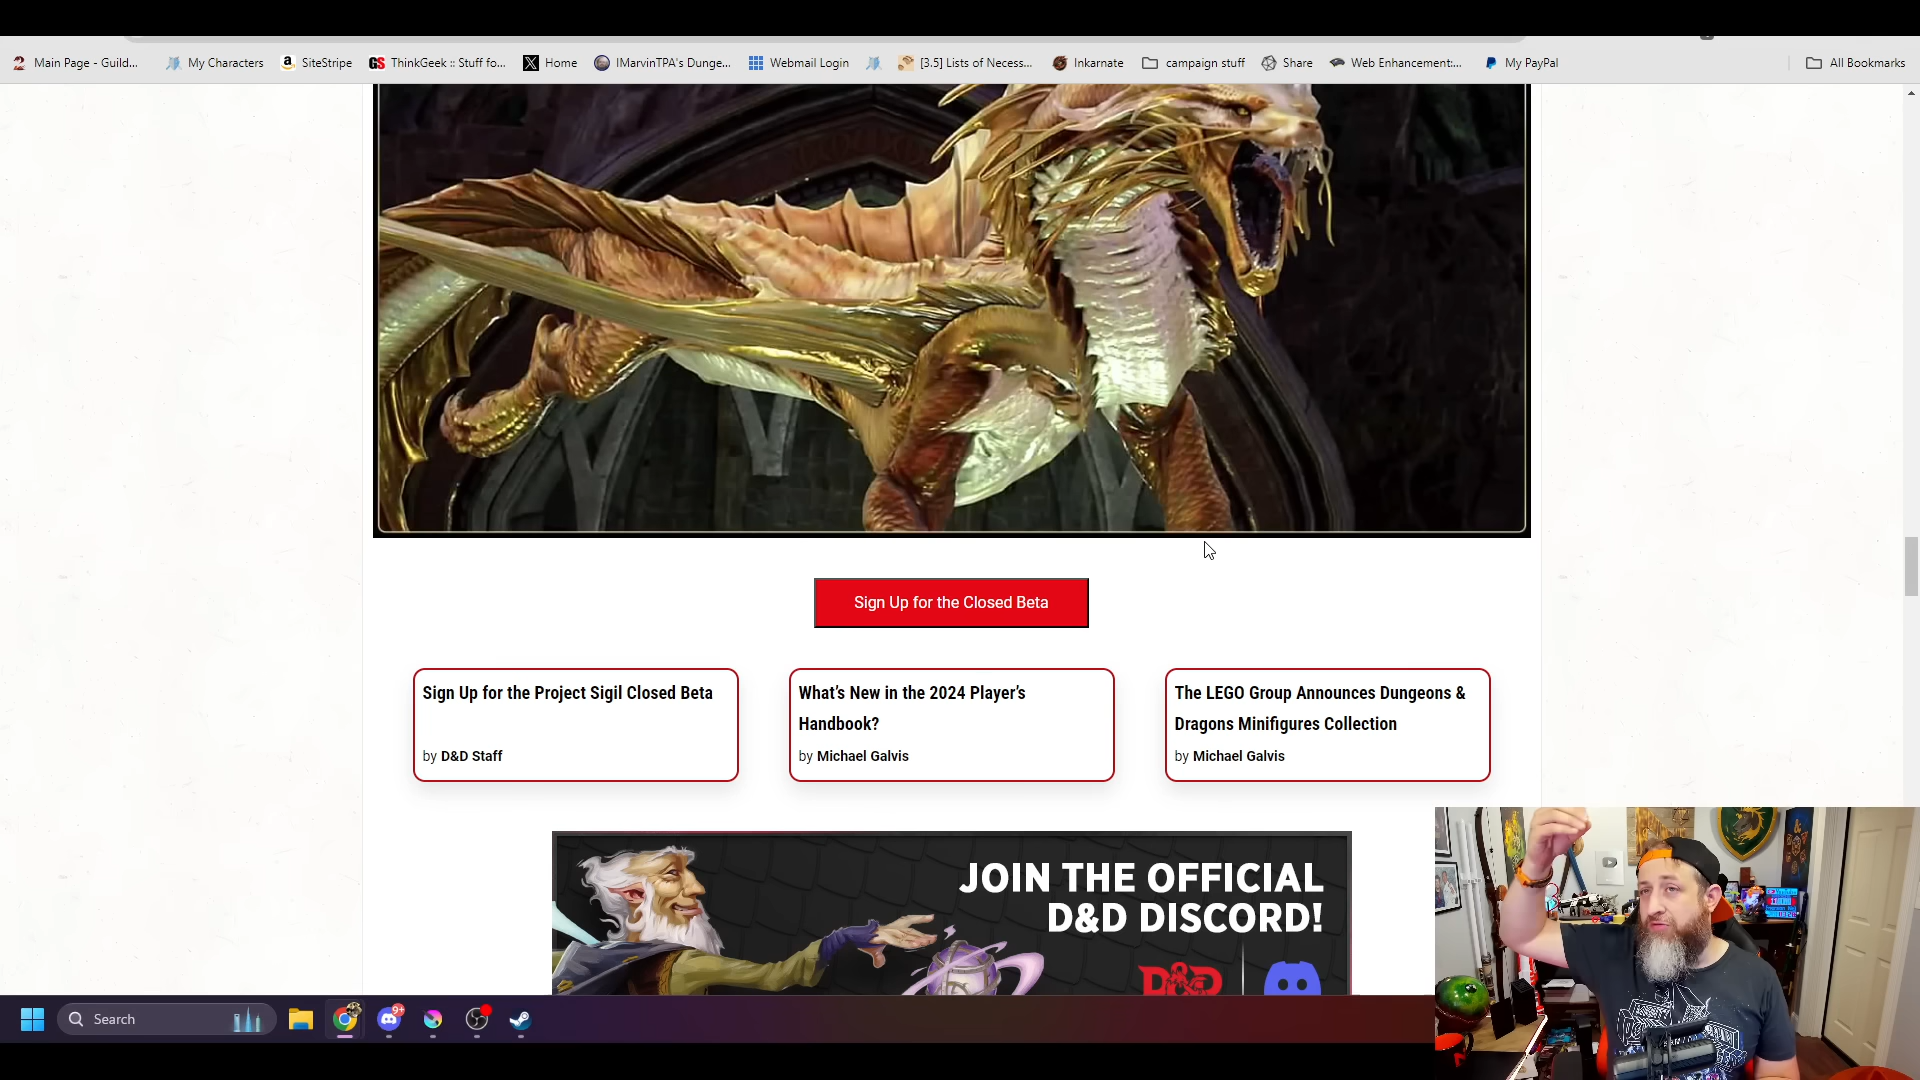 Main Page - Guild...
My Characters
SiteStripe
ThinkGeek :: Stuff fo...
Home
IMarvinTPA's Dunge...
Webmail Login
[3.5] Lists of Necess...
Inkarnate
campaign stuff
Share
Web Enhancement:...
My PayPal
All Bookmarks
Sign Up for the Closed Beta
Sign Up for the Project Sigil Closed Beta
by D&D Staff
What's New in the 2024 Player's
Handbook?
by Michael Galvis
The LEGO Group Announces Dungeons &
Dragons Minifigures Collection
by Michael Galvis
JOIN THE OFFICIAL
D&D DISCORD!
D&D
Search
9+